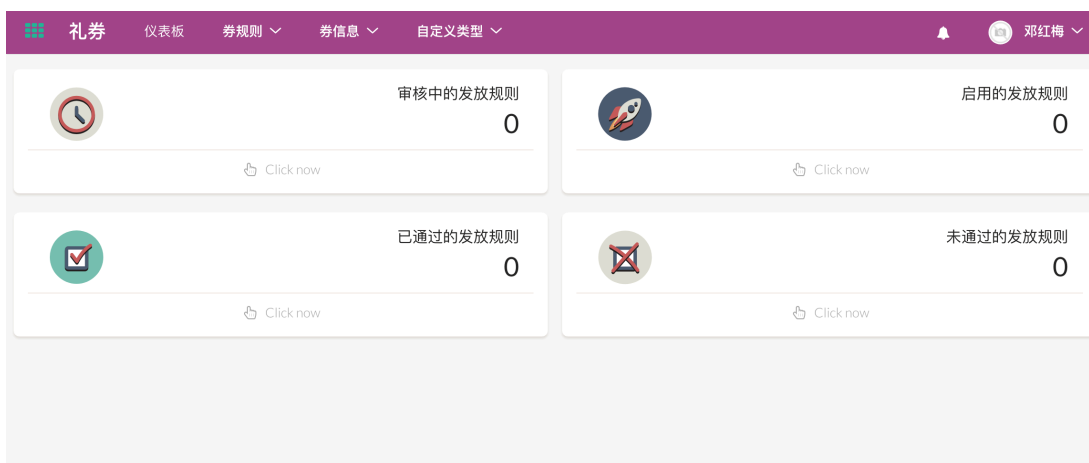 礼券 仪表板 券规则 券信息 自定义类型 邓红梅
审核中的发放规则
0
Click now
启用的发放规则
0
Click now
已通过的发放规则
0
Click now
未通过的发放规则
0
Click now